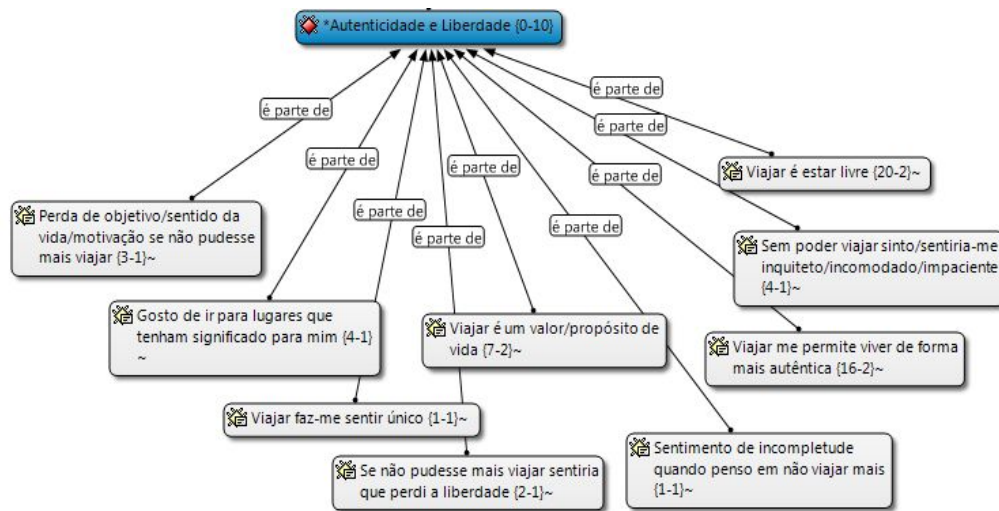 *Autenticidade e Liberdade {0-10}
é parte de
é parte de
é parte de
é parte de
é parte de
é parte de
é parte de
é parte de
é parte de
Viajar é estar livre {20-2}~
Perda de objetivo/sentido da
vida/motivação se não pudesse
mais viajar {3-1}~
Sem poder viajar sinto/sentiria-me
inquieto/incomodado/impaciente
{4-1}~
Gosto de ir para lugares que
tenham significado para mim {4-1}
~
Viajar é um valor/propósito de
vida {7-2}~
Viajar me permite viver de forma
mais autêntica {16-2}~
Viajar faz-me sentir único {1-1}~
Sentimento de incompletude
quando penso em não viajar mais
{1-1}~
Se não pudesse mais viajar sentiria
que perdi a liberdade {2-1}~